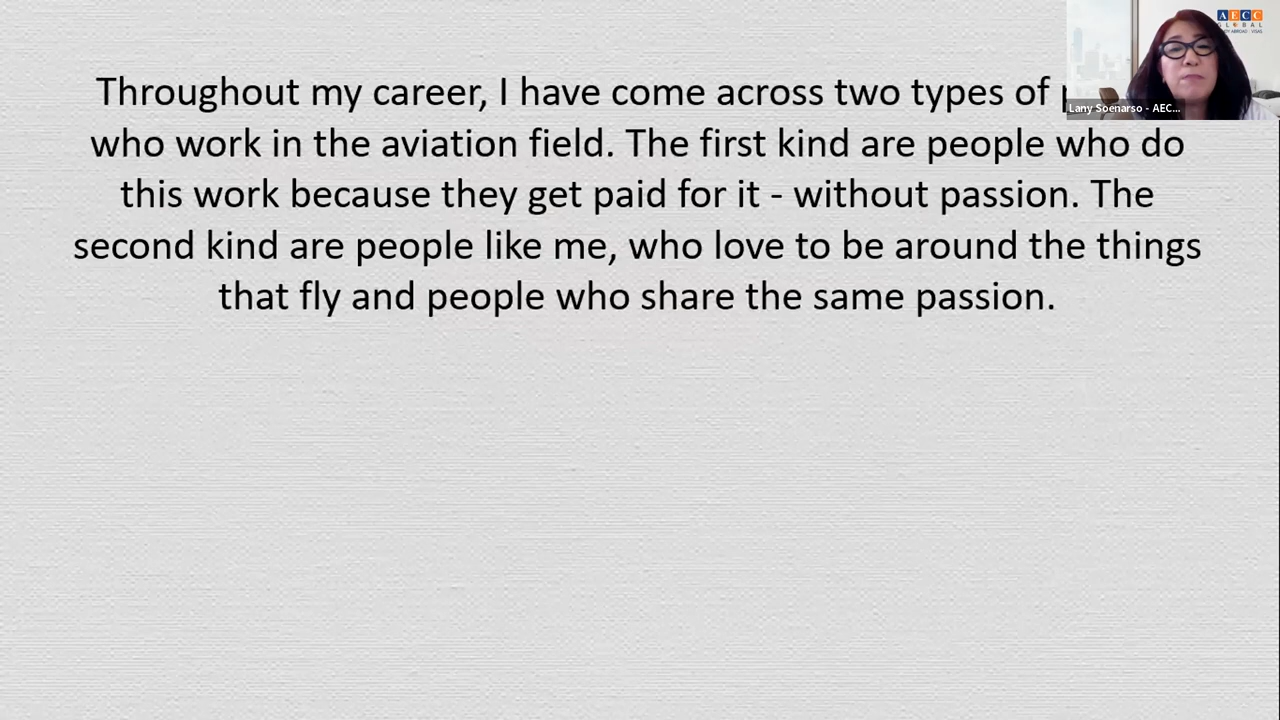 Throughout my career, I have come across two types of
who work in the aviation field. The first kind are people who do
this work because they get paid for it - without passion. The
second kind are people like me, who love to be around the things
that fly and people who share the same passion.
AECC
GLOBAL
Lany Soenarso - AEC...